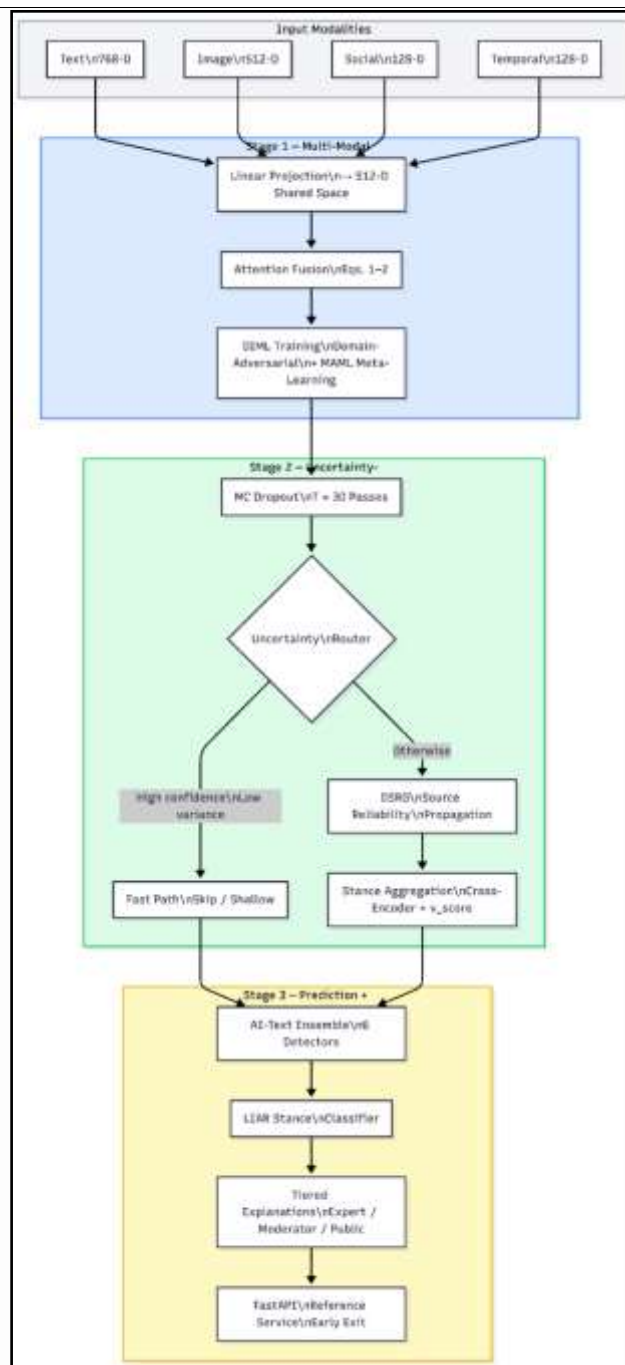 Input Modalities
Text\n768-D
Image\n512-D
Social\n128-D
Temporal\n128-D
Stage 1 – Multi-Modal
Linear Projection\n→ 512-D
Shared Space
Attention Fusion\nEqs. 1–2
Training\nDomain-
Adversarial\n+ MAML Meta-
Learning
Stage 2 – Uncertainty-
MC Dropout\nT = 30 Passes
Uncertainty\nRouter
High confidence\nLow
variance
Otherwise
Fast Path\nSkip / Shallow
DSRG\nSource
Reliability\nPropagation
Stance Aggregation\nCross-
Encoder + v_score
Stage 3 – Prediction +
AI-Text Ensemble\n6
Detectors
LIAR Stance\nClassifier
Tiered
Explanations\nExpert /
Moderator / Public
FastAPI\nReference
Service\nEarly Exit